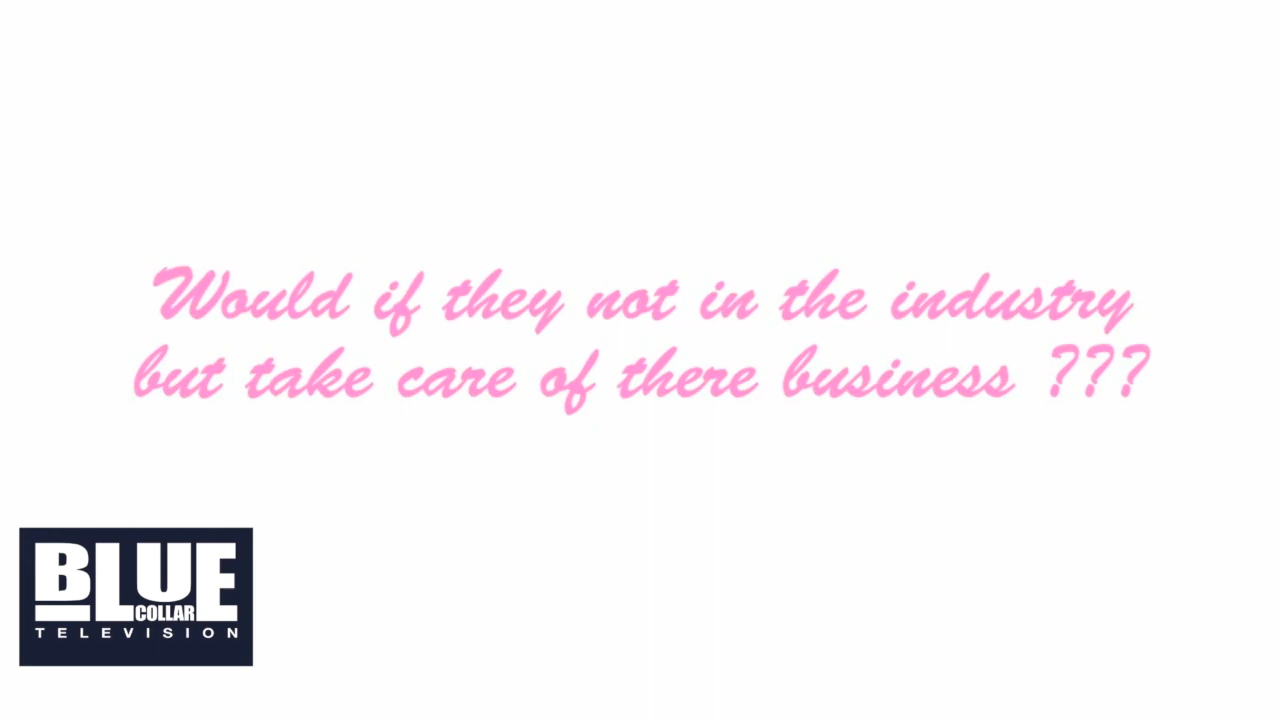 Would if they not in the industry
but take care of there business ???
BLUE
COLLAR
TELEVISION